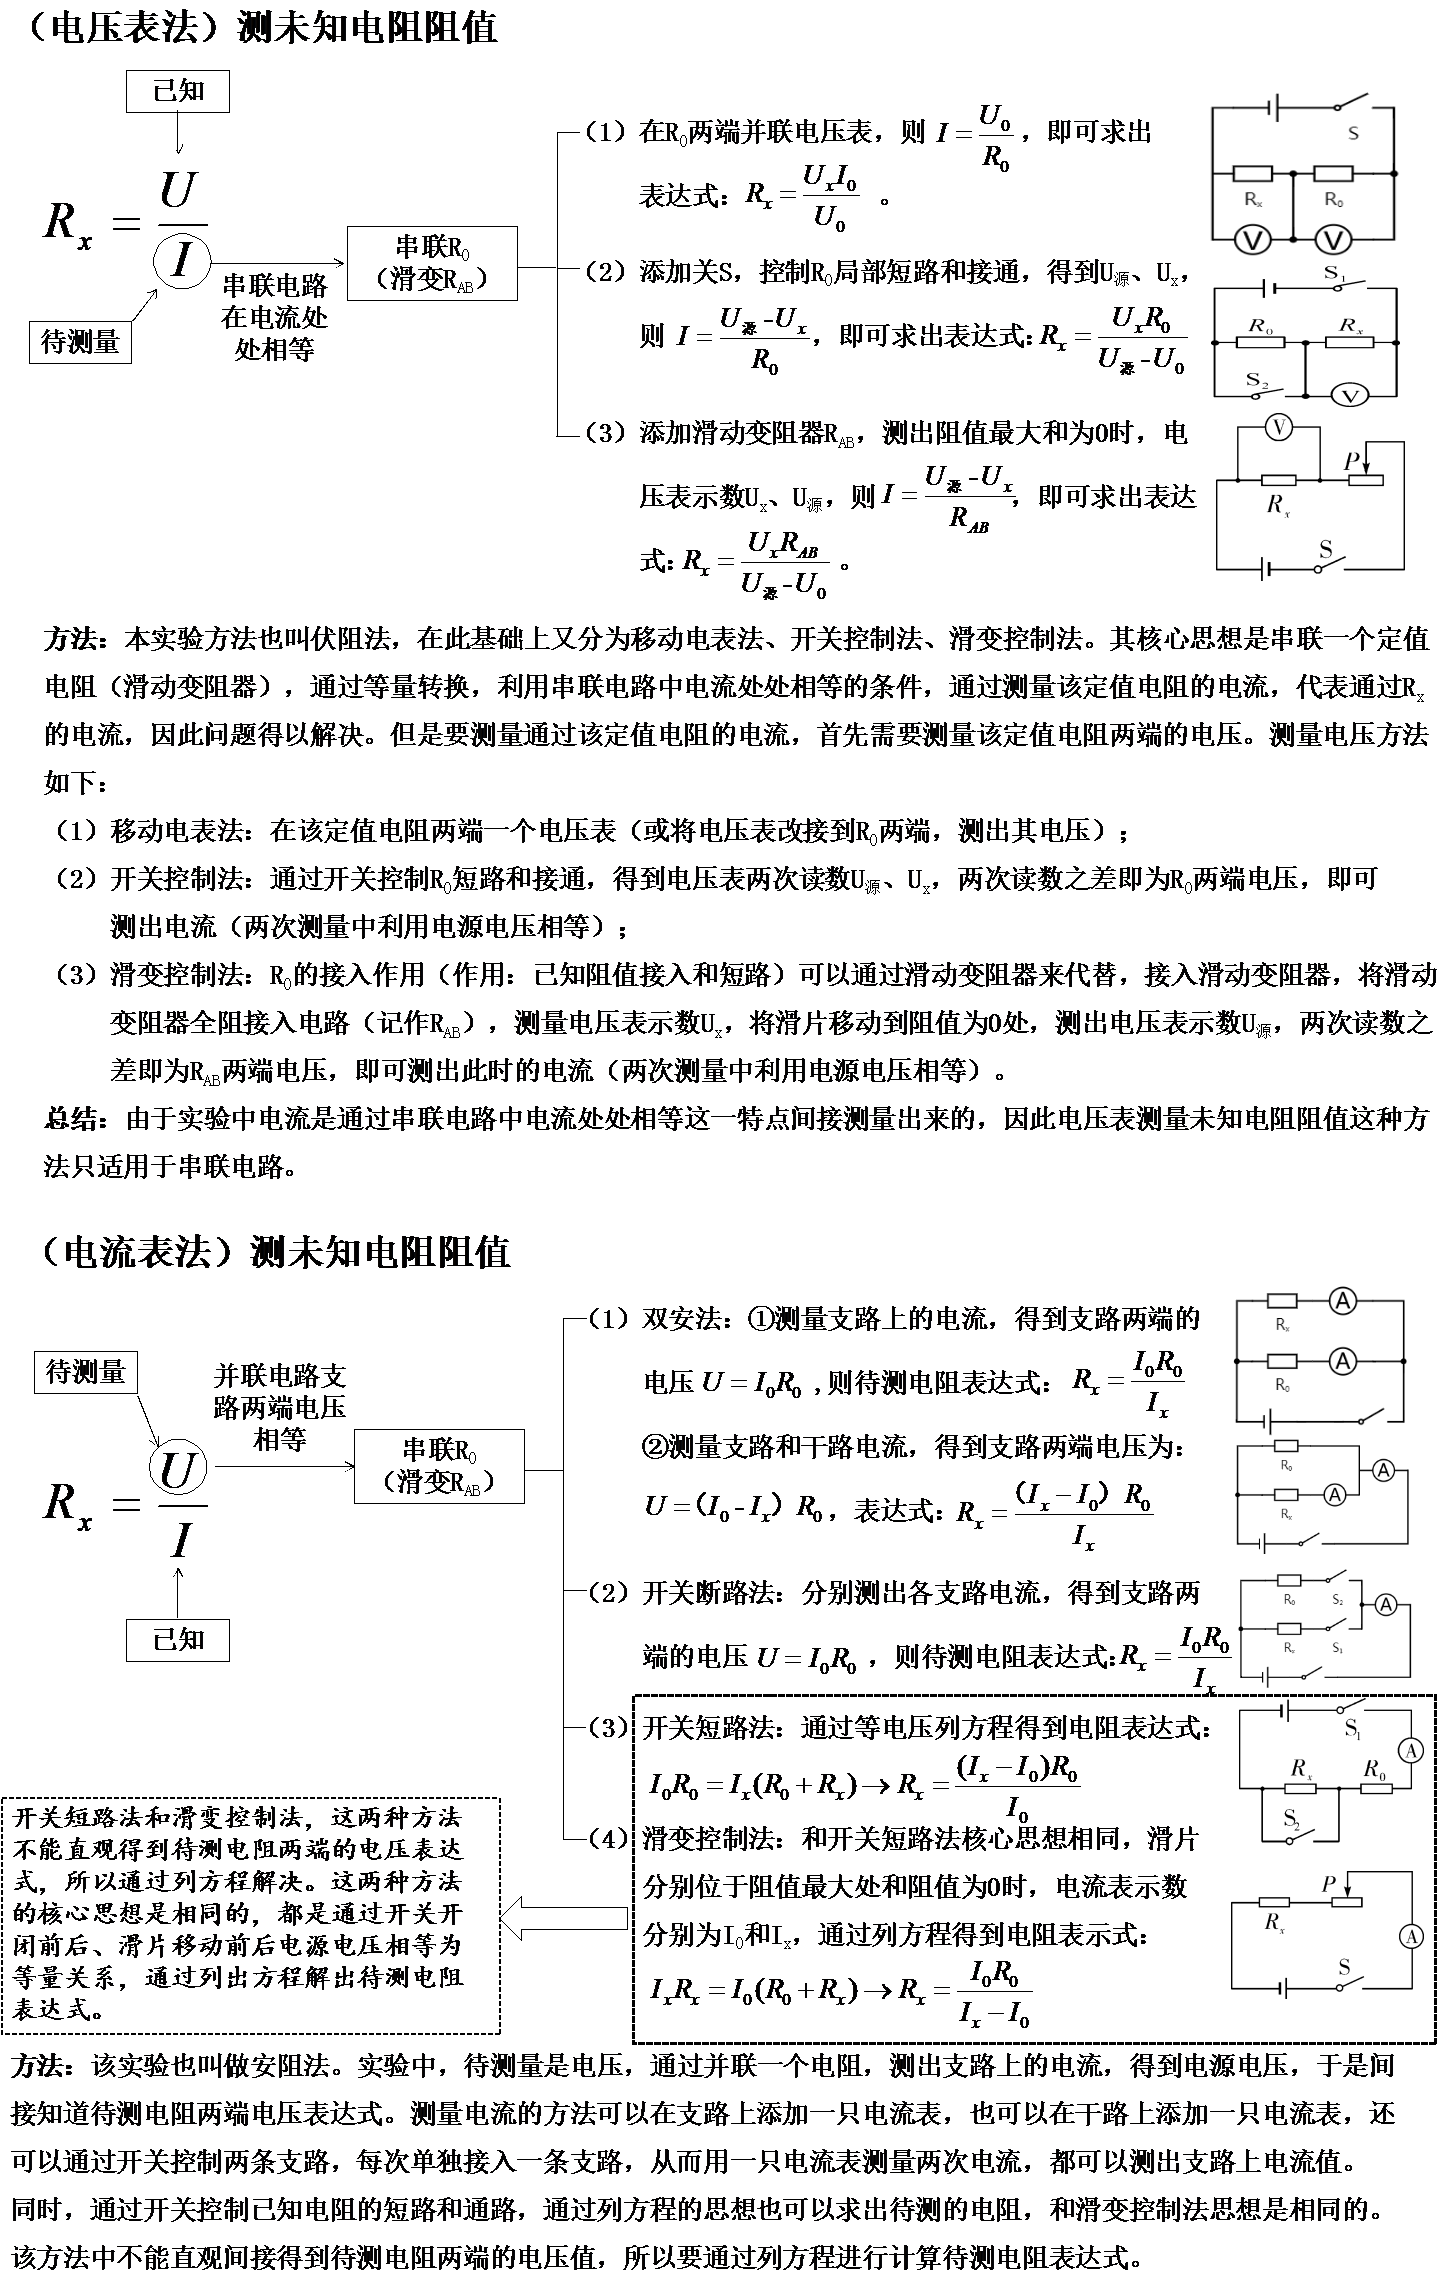 （电压表法）测未知电阻阻值
已知
Rx = U/I
待测量
串联电路
在电流处
处相等
串联R0
（滑变RAB）
（1）在R0两端并联电压表，则 I = U0/R0 ，即可求出
表达式：Rx = UxI0/U0 。
S
Rx R0
V V
（2）添加关S，控制R0局部短路和接通，得到U源、Ux，
则 I = U源-Ux/R0 ，即可求出表达式：Rx = UxR0/U源-U0
S1
R0 Rx
S2 V
（3）添加滑动变阻器RAB，测出阻值最大和为0时，电
压表示数Ux、U源，则 I = U源-Ux/RAB ，即可求出表达
式：Rx = UxRAB/U源-U0 。
V
P
Rx
S
方法：本实验方法也叫伏阻法，在此基础上又分为移动电表法、开关控制法、滑变控制法。其核心思想是串联一个定值
电阻（滑动变阻器），通过等量转换，利用串联电路中电流处处相等的条件，通过测量该定值电阻的电流，代表通过Rx
的电流，因此问题得以解决。但是要测量通过该定值电阻的电流，首先需要测量该定值电阻两端的电压。测量电压方法
如下：
（1）移动电表法：在该定值电阻两端一个电压表（或将电压表改接到R0两端，测出其电压）；
（2）开关控制法：通过开关控制R0短路和接通，得到电压表两次读数U源、Ux，两次读数之差即为R0两端电压，即可
测出电流（两次测量中利用电源电压相等）；
（3）滑变控制法：R0的接入作用（作用：已知阻值接入和短路）可以通过滑动变阻器来代替，接入滑动变阻器，将滑动
变阻器全阻接入电路（记作RAB），测量电压表示数Ux，将滑片移动到阻值为0处，测出电压表示数U源，两次读数之
差即为RAB两端电压，即可测出此时的电流（两次测量中利用电源电压相等）。
总结：由于实验中电流是通过串联电路中电流处处相等这一特点间接测量出来的，因此电压表测量未知电阻阻值这种方
法只适用于串联电路。
（电流表法）测未知电阻阻值
待测量
Rx = U/I
已知
并联电路支
路两端电压
相等
串联R0
（滑变RAB）
（1）双安法：①测量支路上的电流，得到支路两端的
电压 U = I0R0 ,则待测电阻表达式： Rx = I0R0/Ix
②测量支路和干路电流，得到支路两端电压为：
U =（I0 - Ix）R0，表达式：Rx =（Ix - I0）R0/Ix
Rx A
R0 A
R0 A
Rx A
（2）开关断路法：分别测出各支路电流，得到支路两
端的电压 U = I0R0 ，则待测电阻表达式：Rx = I0R0/Ix
R0 S2 A
Rx S1
（3）开关短路法：通过等电压列方程得到电阻表达式：
I0R0 = Ix(R0 + Rx) → Rx = (Ix - I0)R0/I0
S1
A
Rx R0
S2
（4）滑变控制法：和开关短路法核心思想相同，滑片
分别位于阻值最大处和阻值为0时，电流表示数
分别为I0和Ix，通过列方程得到电阻表示式：
IxRx = I0(R0 + Rx) → Rx = I0R0/Ix - I0
P
Rx A
S
开关短路法和滑变控制法，这两种方法
不能直观得到待测电阻两端的电压表达
式，所以通过列方程解决。这两种方法
的核心思想是相同的，都是通过开关开
闭前后、滑片移动前后电源电压相等为
等量关系，通过列出方程解出待测电阻
表达式。
方法：该实验也叫做安阻法。实验中，待测量是电压，通过并联一个电阻，测出支路上的电流，得到电源电压，于是间
接知道待测电阻两端电压表达式。测量电流的方法可以在支路上添加一只电流表，也可以在干路上添加一只电流表，还
可以通过开关控制两条支路，每次单独接入一条支路，从而用一只电流表测量两次电流，都可以测出支路上电流值。
同时，通过开关控制已知电阻的短路和通路，通过列方程的思想也可以求出待测的电阻，和滑变控制法思想是相同的。
该方法中不能直观间接得到待测电阻两端的电压值，所以要通过列方程进行计算待测电阻表达式。